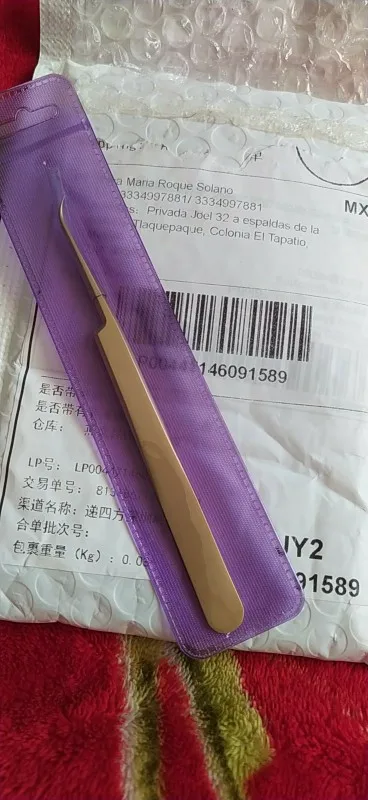 Maria Roque Solano
3334997881/ 3334997881
MX
Privada Joel 32 a espaldas de la
Tlaquepaque, Colonia El Tapatio,
146091589
是否带有
是否带有
仓库：
LP号： LP00441
交易单号： 81
渠道名称：递四方
合单批次号：
包裹重量（Kg）：0.0
91589